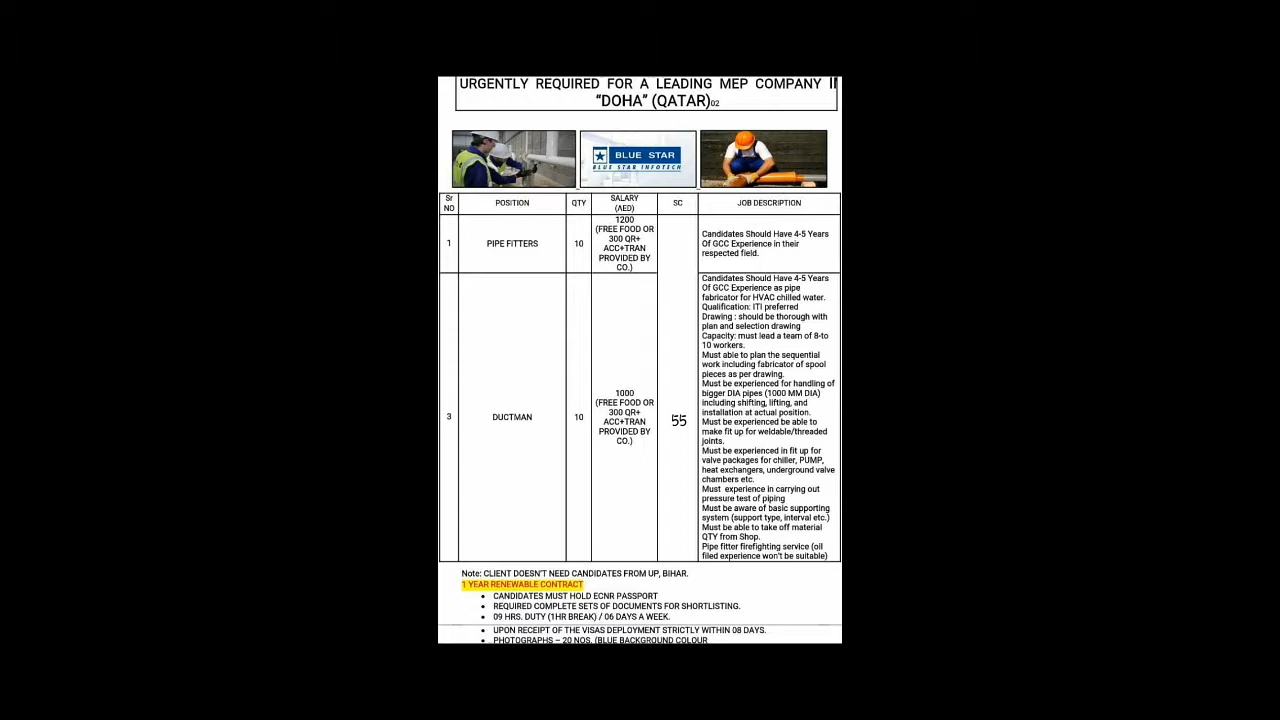 URGENTLY REQUIRED FOR A LEADING MEP COMPANY
“DOHA” (QATAR)02
BLUE STAR
BLUE STAR INFOTECH
Sr NO
POSITION
QTY
SALARY
(AED)
SC
JOB DESCRIPTION
1
PIPE FITTERS
10
1200
(FREE FOOD OR
300 QR+
ACC+TRAN
PROVIDED BY
CO.)
Candidates Should Have 4-5 Years
Of GCC Experience in their
respected field.
3
DUCTMAN
10
1000
(FREE FOOD OR
300 QR+
ACC+TRAN
PROVIDED BY
CO.)
55
Candidates Should Have 4-5 Years
Of GCC Experience as pipe
fabricator for HVAC chilled water.
Qualification: ITI preferred
Drawing : should be thorough with
plan and selection drawing
Capacity: must lead a team of 8-to
10 workers.
Must able to plan the sequential
work including fabricator of spool
pieces as per drawing.
Must be experienced for handling of
bigger DIA pipes (1000 MM DIA)
including shifting, lifting, and
installation at actual position.
Must be experienced be able to
make fit up for weldable/threaded
joints.
Must be experienced in fit up for
valve packages for chiller, PUMP,
heat exchangers, underground valve
chambers etc.
Must experience in carrying out
pressure test of piping
Must be aware of basic supporting
system (support type, interval etc.)
Must be able to take off material
QTY from Shop.
Pipe fitter firefighting service (oil
filed experience won't be suitable)
Note: CLIENT DOESN'T NEED CANDIDATES FROM UP, BIHAR.
1 YEAR RENEWABLE CONTRACT
• CANDIDATES MUST HOLD ECNR PASSPORT
• REQUIRED COMPLETE SETS OF DOCUMENTS FOR SHORTLISTING.
• 09 HRS. DUTY (1HR BREAK) / 06 DAYS A WEEK.
• UPON RECEIPT OF THE VISAS DEPLOYMENT STRICTLY WITHIN 08 DAYS.
• PHOTOGRAPHS – 20 NOS. (BLUE BACKGROUND COLOUR